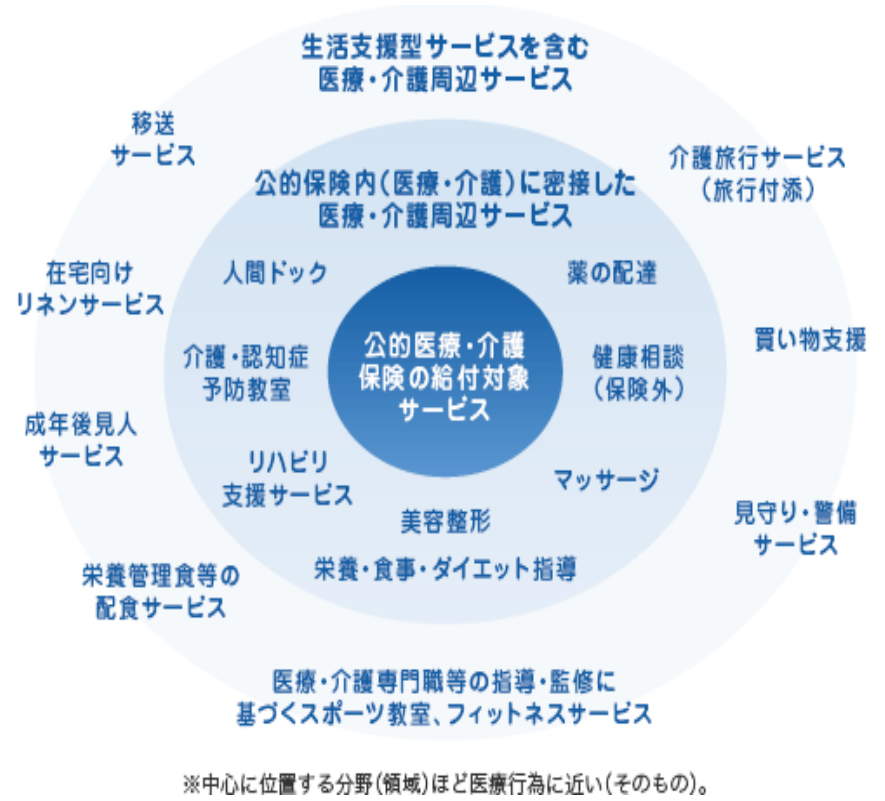 生活支援型サービスを含む
医療・介護周辺サービス
移送
サービス
介護旅行サービス
(旅行付添)
公的保険内(医療・介護)に密接した
医療・介護周辺サービス
在宅向け
リネンサービス
人間ドック
薬の配達
買い物支援
公的医療・介護
保険の給付対象
サービス
介護・認知症
予防教室
健康相談
(保険外)
成年後見人
サービス
リハビリ
支援サービス
マッサージ
見守り・警備
サービス
美容整形
栄養・食事・ダイエット指導
栄養管理食等の
配食サービス
医療・介護専門職等の指導・監修に
基づくスポーツ教室、フィットネスサービス
※中心に位置する分野(領域)ほど医療行為に近い(そのもの)。